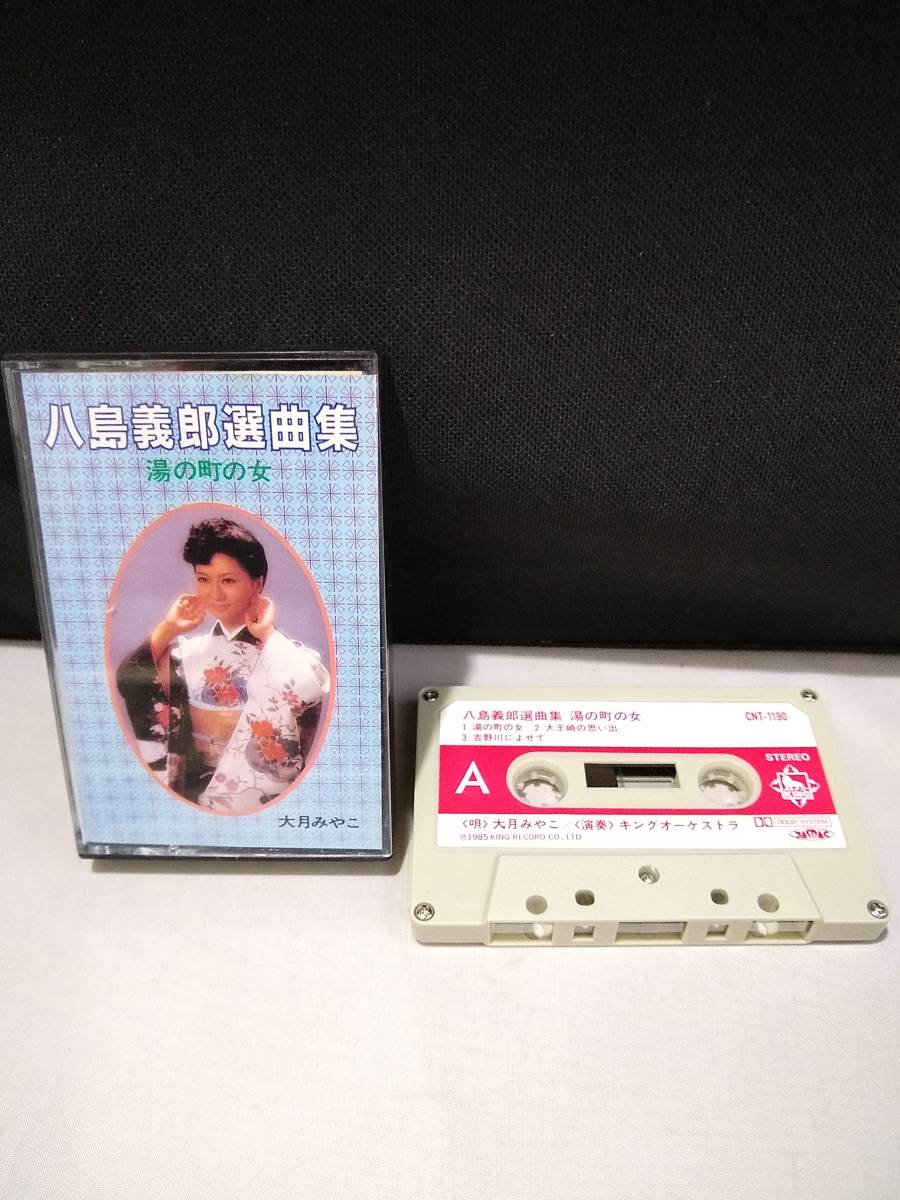 八島義郎選曲集
湯の町の女
大月みやこ
八島義郎選曲集 湯の町の女
CNT-1190
1.湯の町の女 2.大王崎の思い出/
3.吉野川によせて
A
STEREO
KING
〈唄〉大月みやこ/〈演奏〉キングオーケストラ
℗1985 KING RECORD CO., LTD
DOLBY SYSTEM
JASRAC